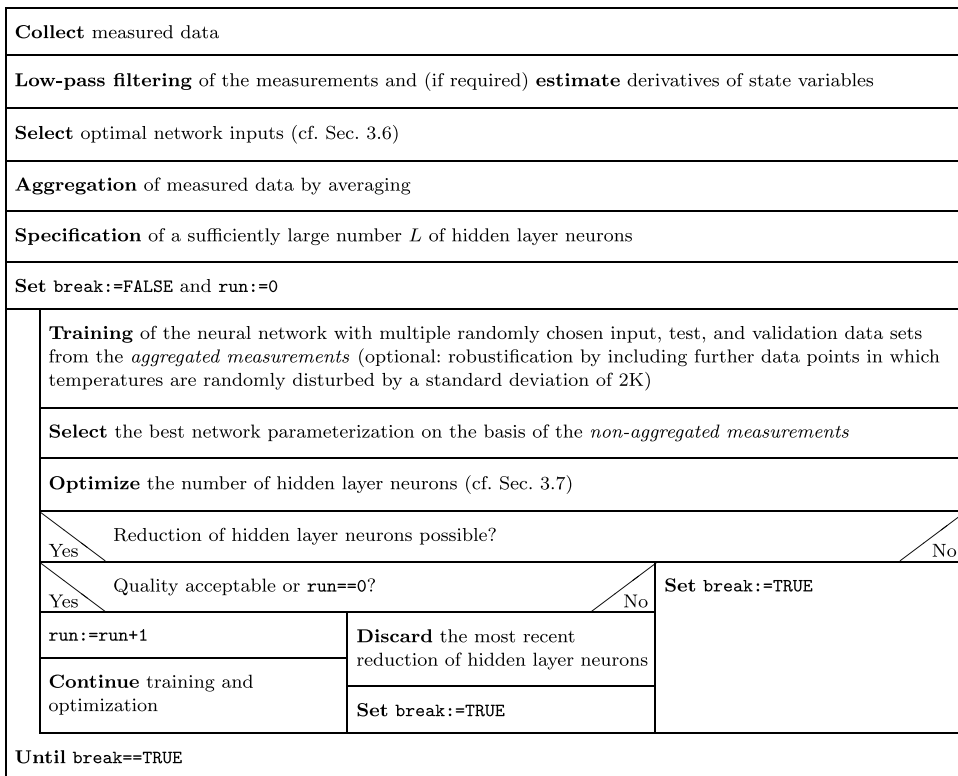 Collect measured data
Low-pass filtering of the measurements and (if required) estimate derivatives of state variables
Select optimal network inputs (cf. Sec. 3.6)
Aggregation of measured data by averaging
Specification of a sufficiently large number L of hidden layer neurons
Set break:=FALSE and run:=0
Training of the neural network with multiple randomly chosen input, test, and validation data sets
from the aggregated measurements (optional: robustification by including further data points in which
temperatures are randomly disturbed by a standard deviation of 2K)
Select the best network parameterization on the basis of the non-aggregated measurements
Optimize the number of hidden layer neurons (cf. Sec. 3.7)
Reduction of hidden layer neurons possible?
Yes
No
Quality acceptable or run==0?
Yes
No
Set break:=TRUE
run:=run+1
Continue training and
optimization
Discard the most recent
reduction of hidden layer neurons
Set break:=TRUE
Until break==TRUE